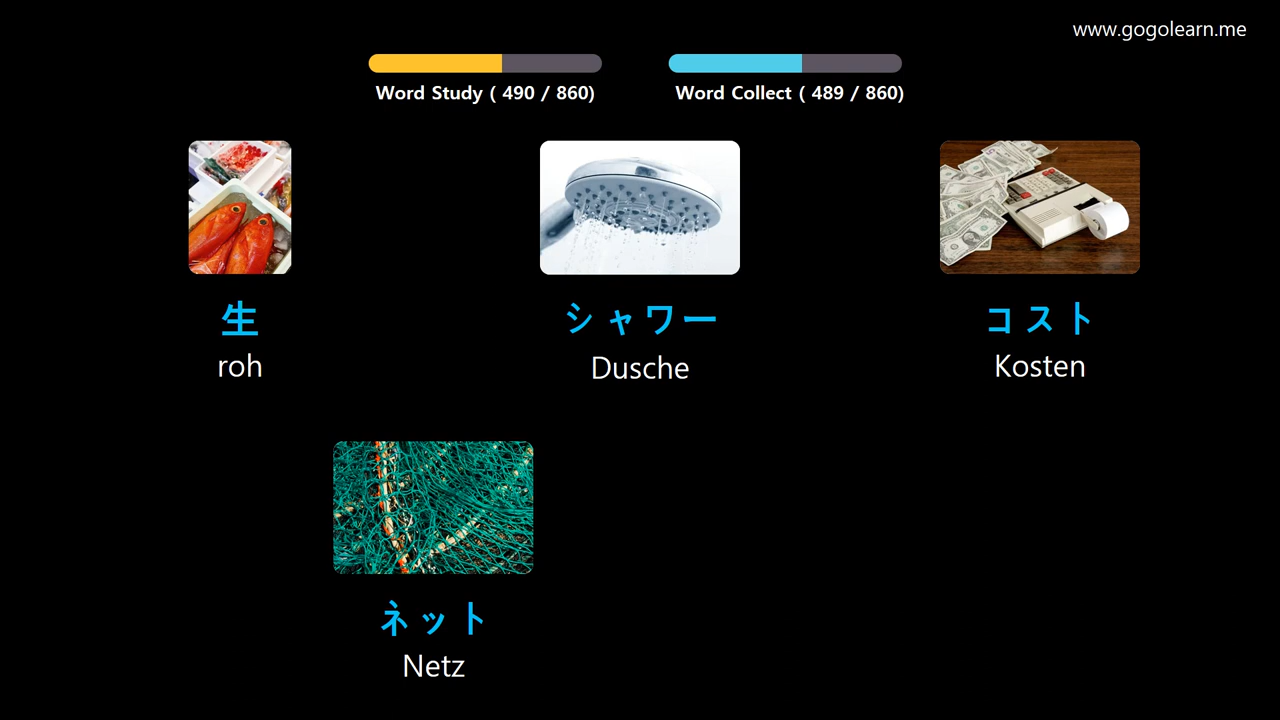 www.gogolearn.me
Word Study ( 490 / 860)
Word Collect ( 489 / 860)
生
roh
シャワー
Dusche
コスト
Kosten
ネット
Netz